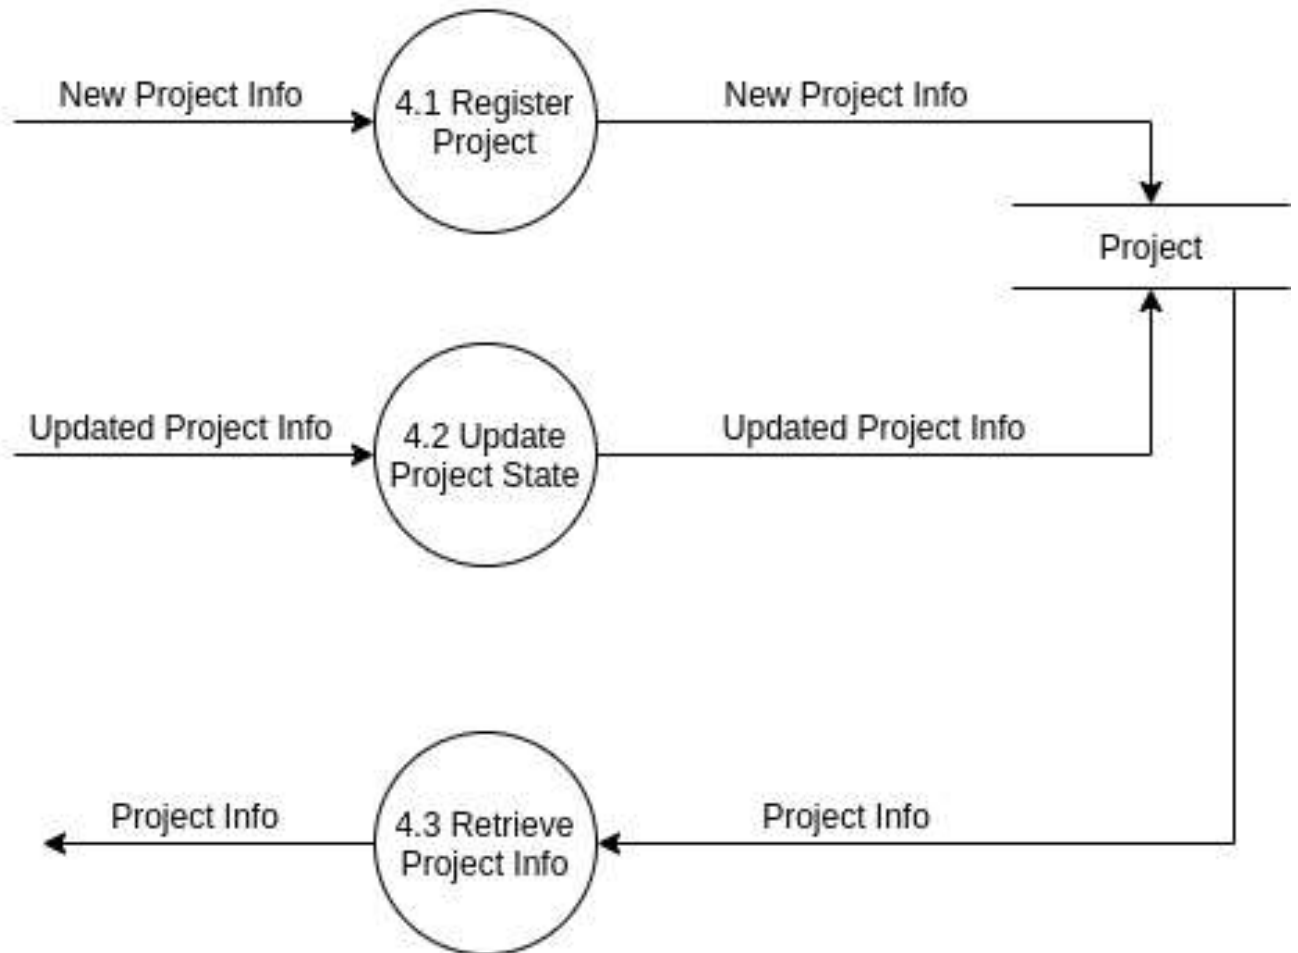 New Project Info
4.1 Register
Project
New Project Info
Project
Updated Project Info
4.2 Update
Project State
Updated Project Info
Project Info
4.3 Retrieve
Project Info
Project Info